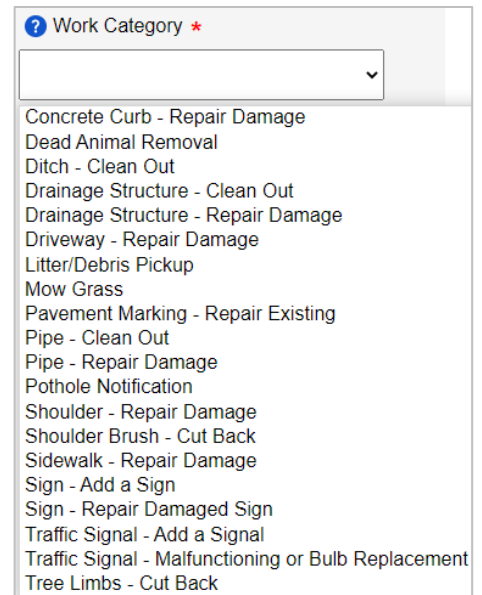 ? Work Category *
Concrete Curb - Repair Damage
Dead Animal Removal
Ditch - Clean Out
Drainage Structure - Clean Out
Drainage Structure - Repair Damage
Driveway - Repair Damage
Litter/Debris Pickup
Mow Grass
Pavement Marking - Repair Existing
Pipe - Clean Out
Pipe - Repair Damage
Pothole Notification
Shoulder - Repair Damage
Shoulder Brush - Cut Back
Sidewalk - Repair Damage
Sign - Add a Sign
Sign - Repair Damaged Sign
Traffic Signal - Add a Signal
Traffic Signal - Malfunctioning or Bulb Replacement
Tree Limbs - Cut Back